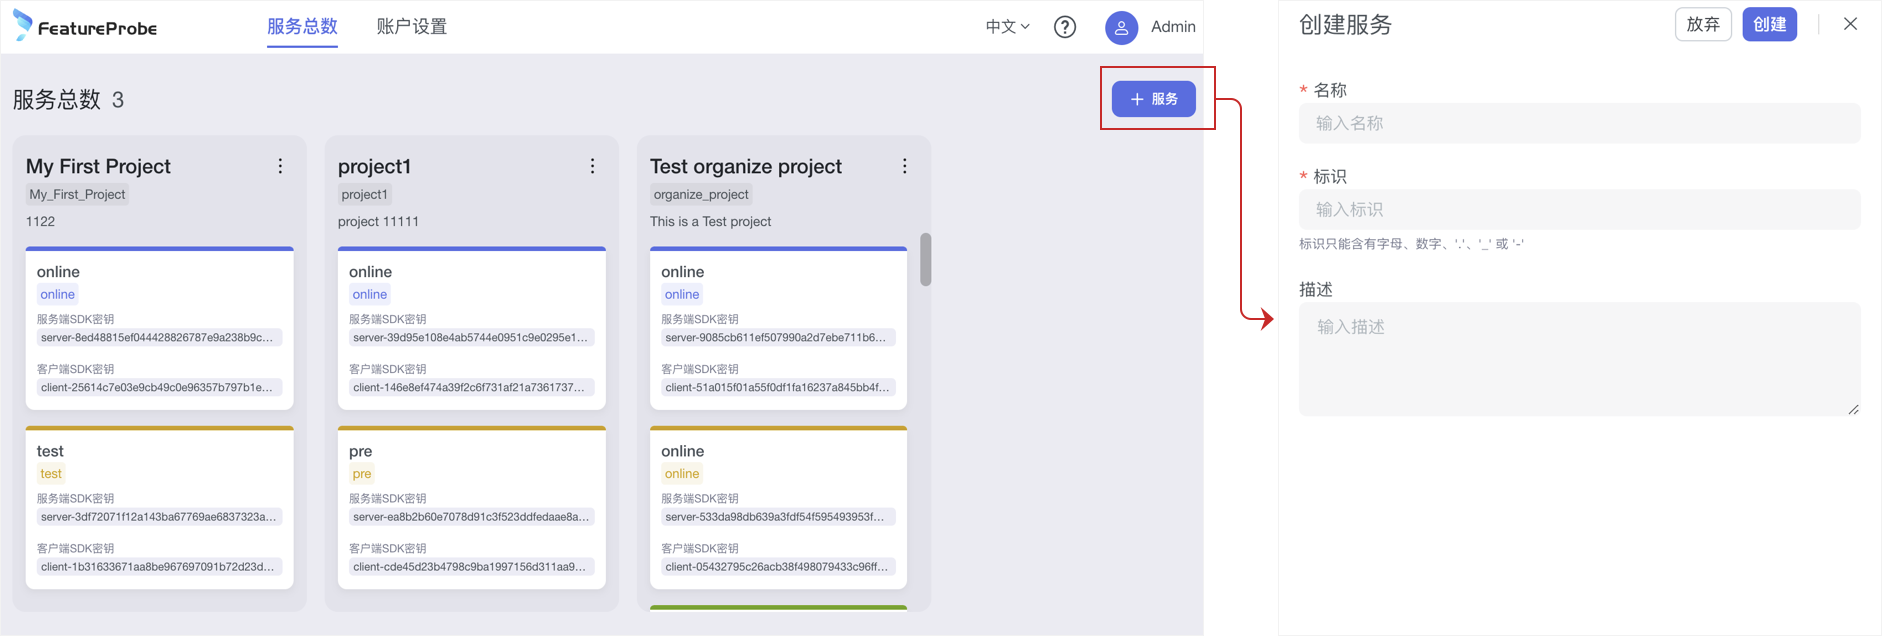 FeatureProbe
服务总数
账户设置
中文
Admin
服务总数 3
+ 服务
My First Project
My_First_Project
1122
online
online
服务端SDK密钥
server-8ed48815ef044428826787e9a238b9c...
客户端SDK密钥
client-25614c7e03e9cb49c0e96357b797b1e...
test
test
服务端SDK密钥
server-3df72071f12a143ba67769ae6837323a...
客户端SDK密钥
client-1b31633671aa8be967697091b72d23d...
project1
project1
project 11111
online
online
服务端SDK密钥
server-39d95e108e4ab5744e0951c9e0295e1...
客户端SDK密钥
client-146e8ef474a39f2c6f731af21a7361737...
pre
pre
服务端SDK密钥
server-ea8b2b60e7078d91c3f523ddfedaae8a...
客户端SDK密钥
client-cde45d23b4798c9ba1997156d311aa9...
Test organize project
organize_project
This is a Test project
online
online
服务端SDK密钥
server-9085cb611ef507990a2d7ebe711b6...
客户端SDK密钥
client-51a015f01a55f0df1fa16237a845bb4f...
online
online
服务端SDK密钥
server-533da98db639a3fdf54f595493953f...
客户端SDK密钥
client-05432795c26acb38f498079433c96ff...
创建服务
放弃
创建
* 名称
输入名称
* 标识
输入标识
标识只能含有字母、数字、'.'、'_' 或 '-'
描述
输入描述